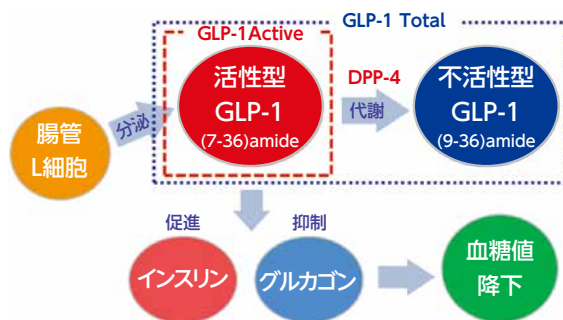 GLP-1 Total
GLP-1 Active
活性型
GLP-1
(7-36)amide
DPP-4
代謝
不活性型
GLP-1
(9-36)amide
腸管
L細胞
分泌
促進
抑制
インスリン
グルカゴン
血糖値
降下